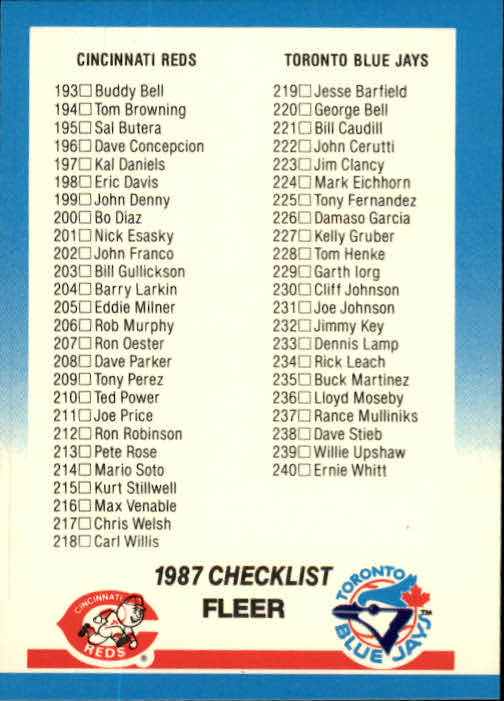 CINCINNATI REDS
193☐ Buddy Bell
194☐ Tom Browning
195☐ Sal Butera
196☐ Dave Concepcion
197☐ Kal Daniels
198☐ Eric Davis
199☐ John Denny
200☐ Bo Diaz
201☐ Nick Esasky
202☐ John Franco
203☐ Bill Gullickson
204☐ Barry Larkin
205☐ Eddie Milner
206☐ Rob Murphy
207☐ Ron Oester
208☐ Dave Parker
209☐ Tony Perez
210☐ Ted Power
211☐ Joe Price
212☐ Ron Robinson
213☐ Pete Rose
214☐ Mario Soto
215☐ Kurt Stillwell
216☐ Max Venable
217☐ Chris Welsh
218☐ Carl Willis
TORONTO BLUE JAYS
219☐ Jesse Barfield
220☐ George Bell
221☐ Bill Caudill
222☐ John Cerutti
223☐ Jim Clancy
224☐ Mark Eichhorn
225☐ Tony Fernandez
226☐ Damaso Garcia
227☐ Kelly Gruber
228☐ Tom Henke
229☐ Garth Iorg
230☐ Cliff Johnson
231☐ Joe Johnson
232☐ Jimmy Key
233☐ Dennis Lamp
234☐ Rick Leach
235☐ Buck Martinez
236☐ Lloyd Moseby
237☐ Rance Mulliniks
238☐ Dave Stieb
239☐ Willie Upshaw
240☐ Ernie Whitt
1987 CHECKLIST
FLEER
CINCINNATI
REDS
®
TORONTO
BLUE JAYS
TM